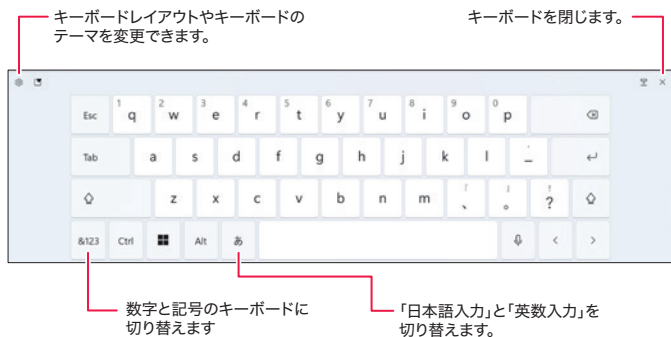 キーボードレイアウトやキーボードの
テーマを変更できます。
キーボードを閉じます。
Esc 1 q 2 w 3 e 4 r 5 t 6 y 7 u 8 i 9 o 0 p
Tab a s d f g h j k l
z x c v b n m 「 、 」 。 ! ?
&123 Ctrl Alt あ < >
数字と記号のキーボードに
切り替えます
「日本語入力」と「英数入力」を
切り替えます。